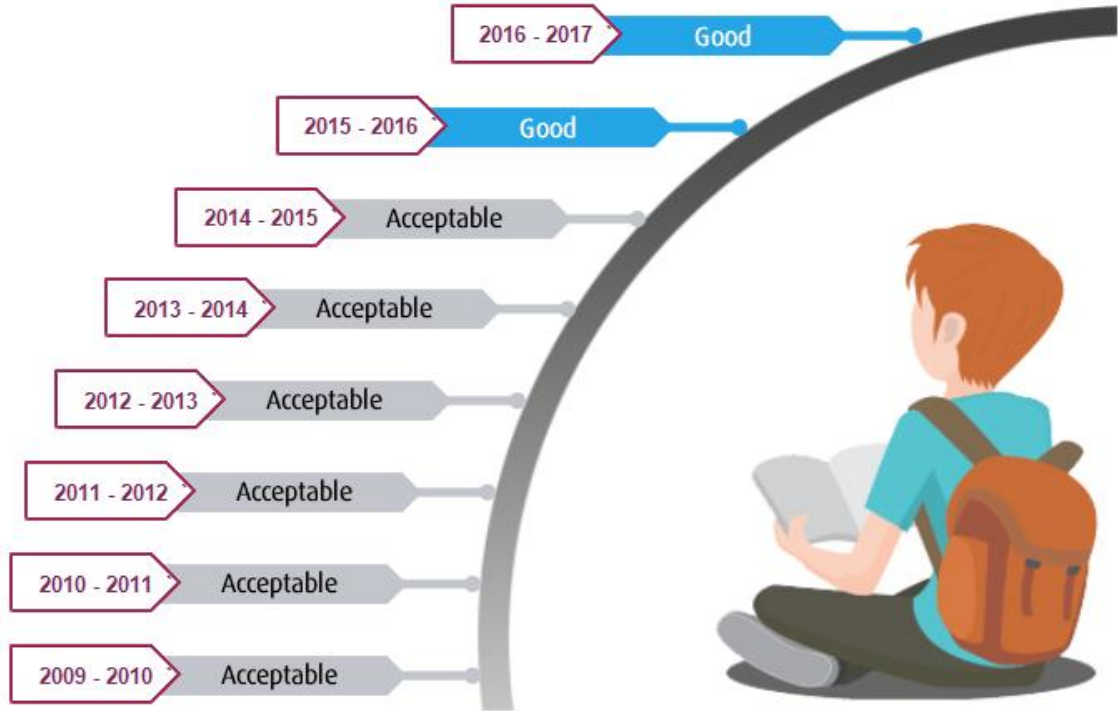 2016 - 2017 Good
2015 - 2016 Good
2014 - 2015 Acceptable
2013 - 2014 Acceptable
2012 - 2013 Acceptable
2011 - 2012 Acceptable
2010 - 2011 Acceptable
2009 - 2010 Acceptable